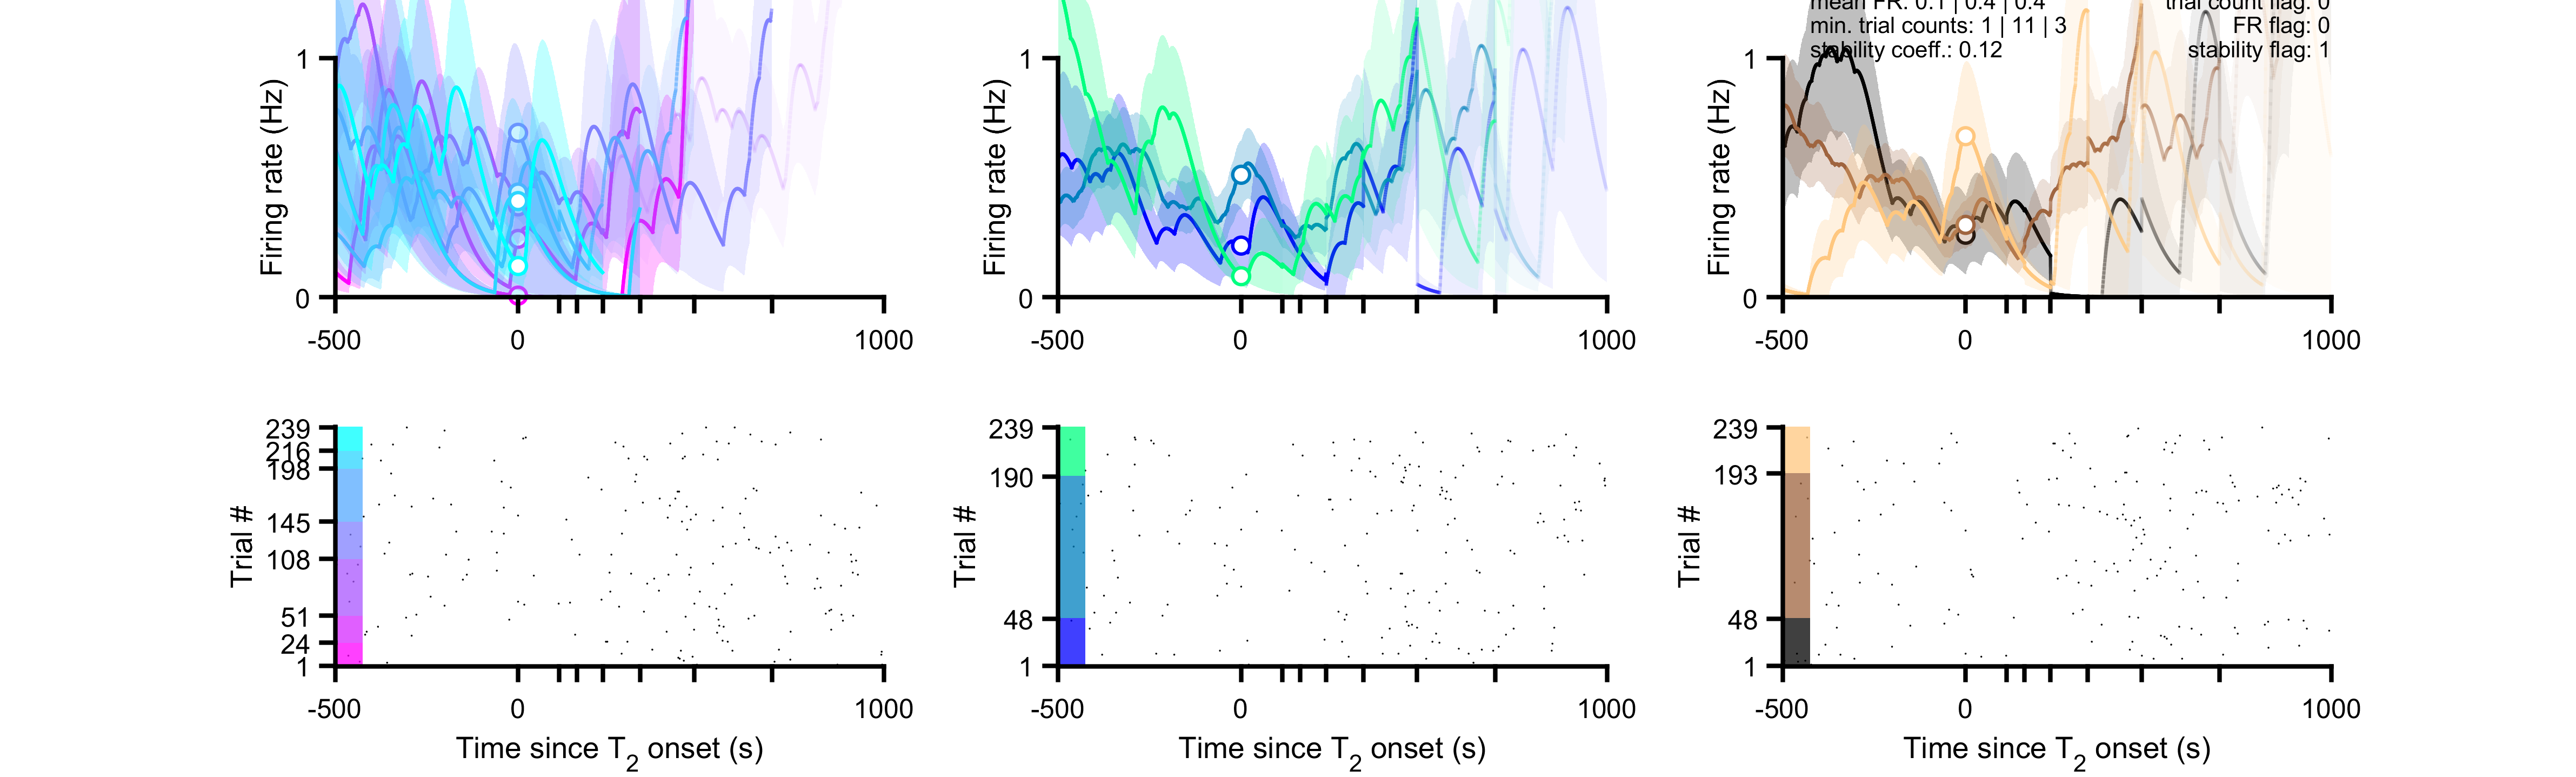 mean FR: 0.1 | 0.4 | 0.4 trial count flag: 0
min. trial counts: 1 | 11 | 3 FR flag: 0
stability coeff.: 0.12 stability flag: 1
1 1 1
Firing rate (Hz) Firing rate (Hz) Firing rate (Hz)
0 0 0
-500 0 1000 -500 0 1000 -500 0 1000
239 239 239
216
198 190 193
145
108
Trial # Trial # Trial #
51 48 48
24
1 1 1
-500 0 1000 -500 0 1000 -500 0 1000
Time since T2 onset (s) Time since T2 onset (s) Time since T2 onset (s)